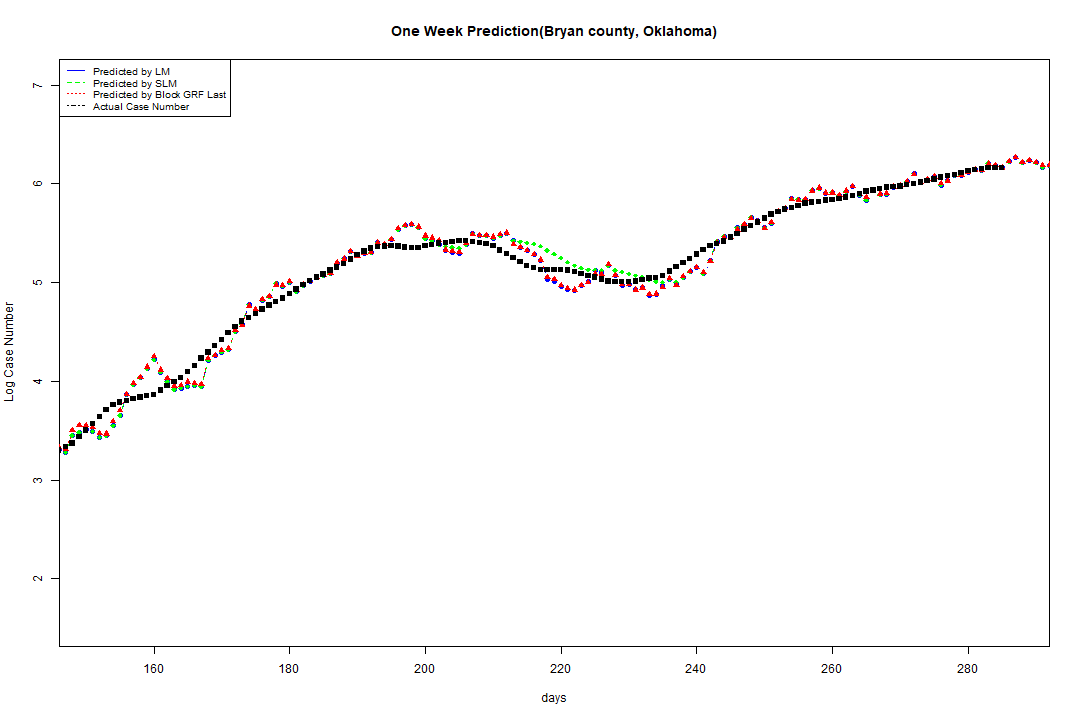 One Week Prediction(Bryan county, Oklahoma)
Predicted by LM
Predicted by SLM
Predicted by Block GRF Last
Actual Case Number
7
6
5
4
3
2
Log Case Number
160 180 200 220 240 260 280
days